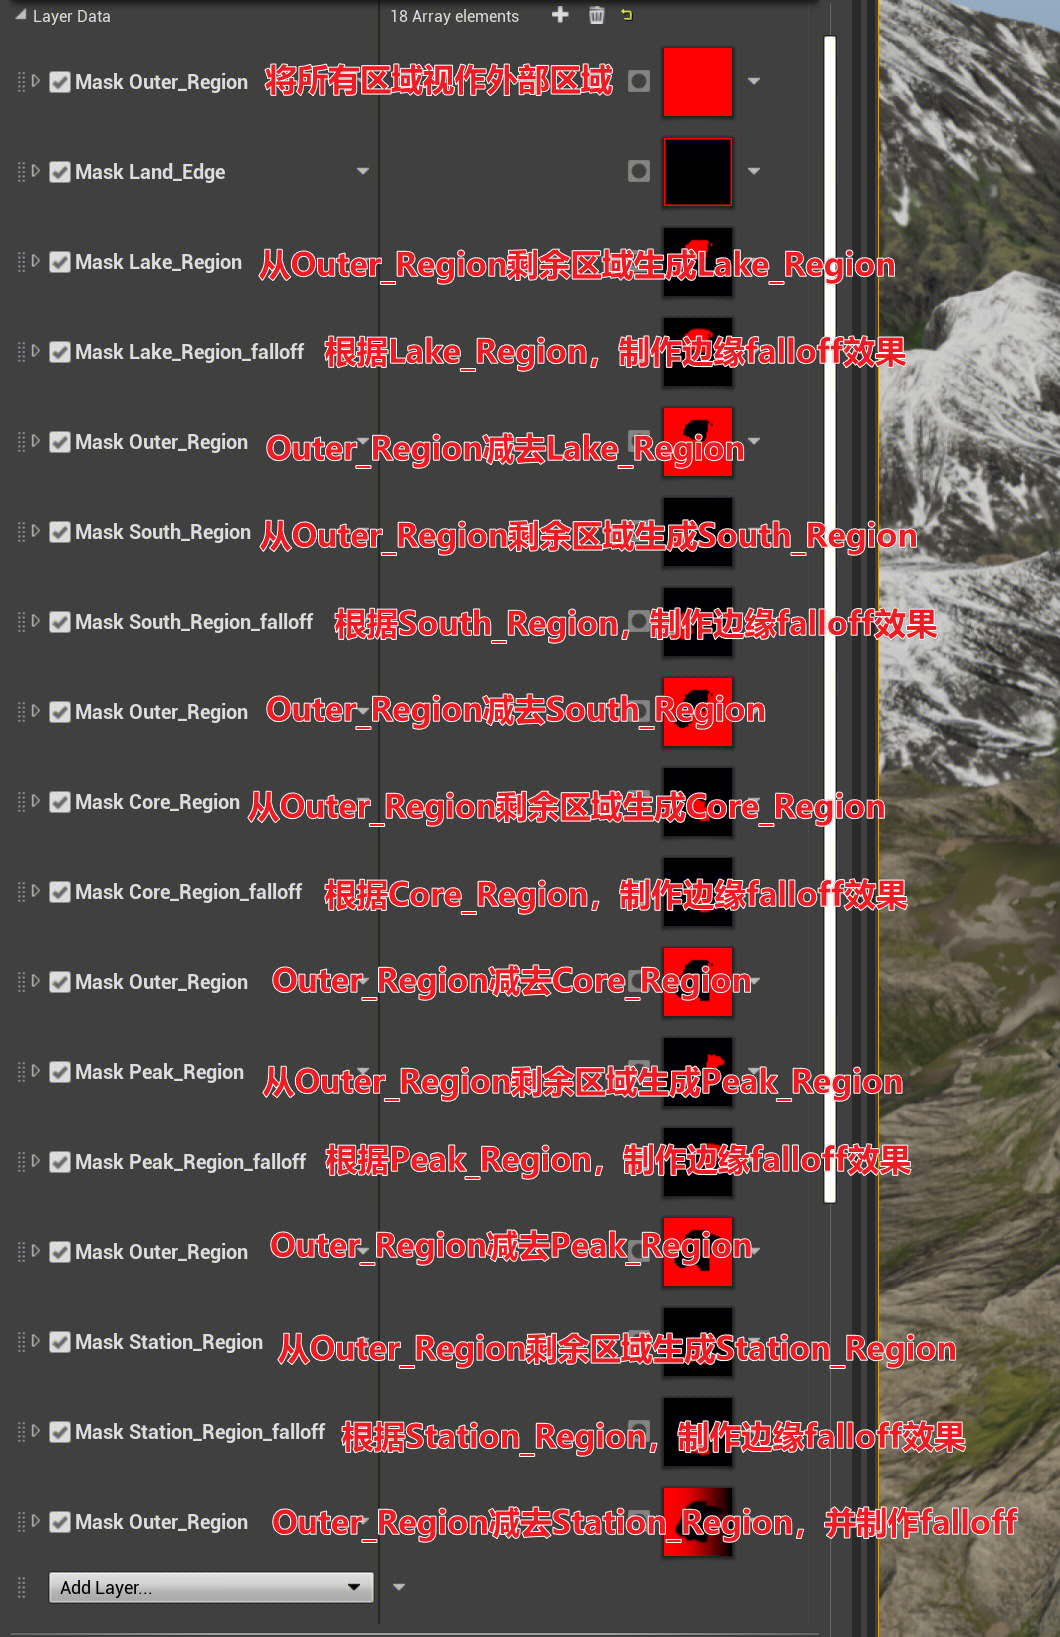 Layer Data
18 Array elements
Mask Outer_Region 将所有区域视作外部区域
Mask Land_Edge
Mask Lake_Region 从Outer_Region剩余区域生成Lake_Region
Mask Lake_Region_falloff 根据Lake_Region，制作边缘falloff效果
Mask Outer_Region Outer_Region减去Lake_Region
Mask South_Region 从Outer_Region剩余区域生成South_Region
Mask South_Region_falloff 根据South_Region，制作边缘falloff效果
Mask Outer_Region Outer_Region减去South_Region
Mask Core_Region 从Outer_Region剩余区域生成Core_Region
Mask Core_Region_falloff 根据Core_Region，制作边缘falloff效果
Mask Outer_Region Outer_Region减去Core_Region
Mask Peak_Region 从Outer_Region剩余区域生成Peak_Region
Mask Peak_Region_falloff 根据Peak_Region，制作边缘falloff效果
Mask Outer_Region Outer_Region减去Peak_Region
Mask Station_Region 从Outer_Region剩余区域生成Station_Region
Mask Station_Region_falloff 根据Station_Region，制作边缘falloff效果
Mask Outer_Region Outer_Region减去Station_Region，并制作falloff
Add Layer...